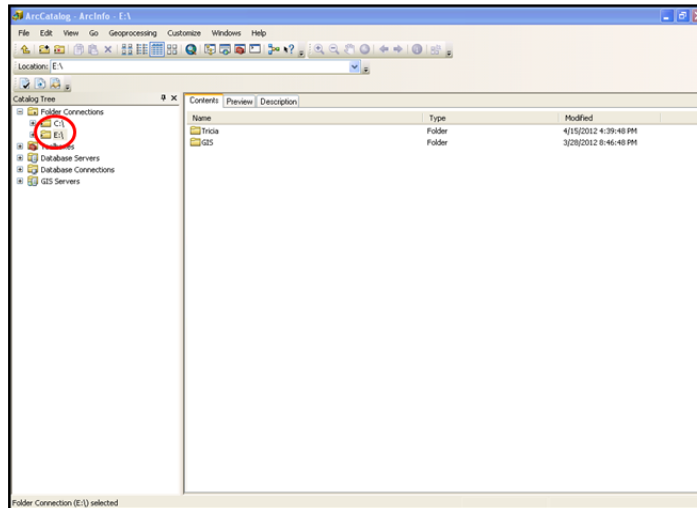 ArcCatalog - ArcInfo - E:\
File Edit View Go Geoprocessing Customize Windows Help
Location: E:\
Catalog Tree
Contents Preview Description
Folder Connections
C:\
E:\
Toolboxes
Database Servers
Database Connections
GIS Servers
Name Type Modified
Tricia Folder 4/15/2012 4:39:48 PM
GIS Folder 3/28/2012 8:46:48 PM
Folder Connection (E:\) selected